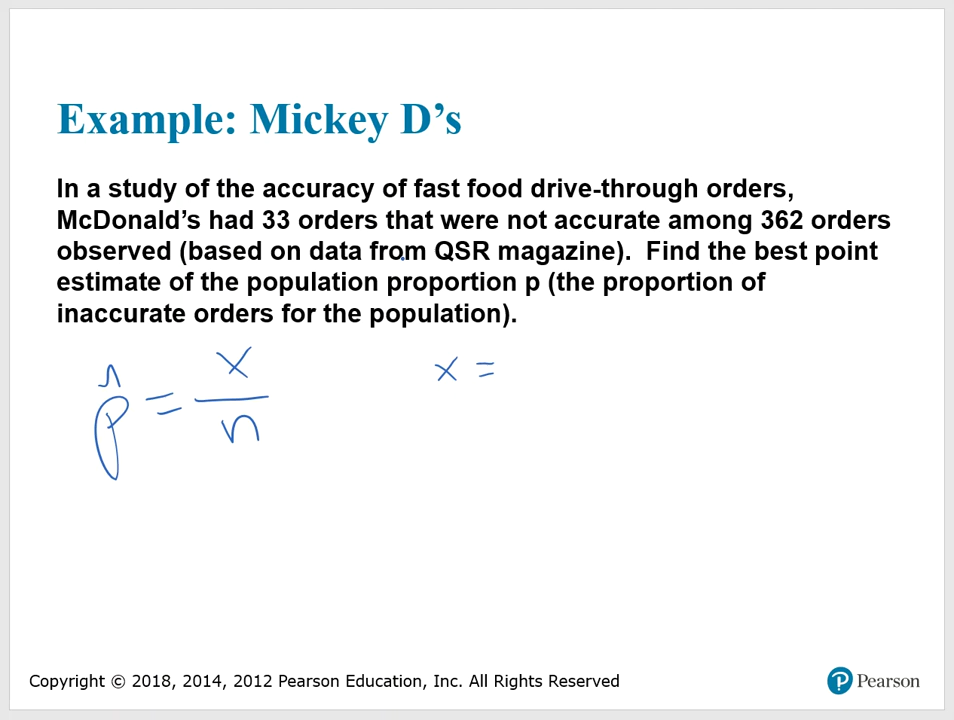 Example: Mickey D’s
In a study of the accuracy of fast food drive-through orders,
McDonald’s had 33 orders that were not accurate among 362 orders
observed (based on data from QSR magazine).  Find the best point
estimate of the population proportion p (the proportion of
inaccurate orders for the population).
p̂ = x/n
x =
Copyright © 2018, 2014, 2012 Pearson Education, Inc. All Rights Reserved
Pearson